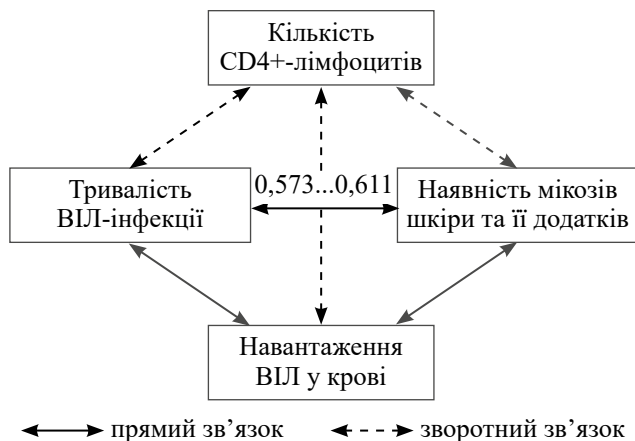 Кількість
CD4+-лімфоцитів
0,573...0,611
Тривалість
ВІЛ-інфекції
Наявність мікозів
шкіри та її додатків
Навантаження
ВІЛ у крові
прямий зв’язок
зворотний зв’язок